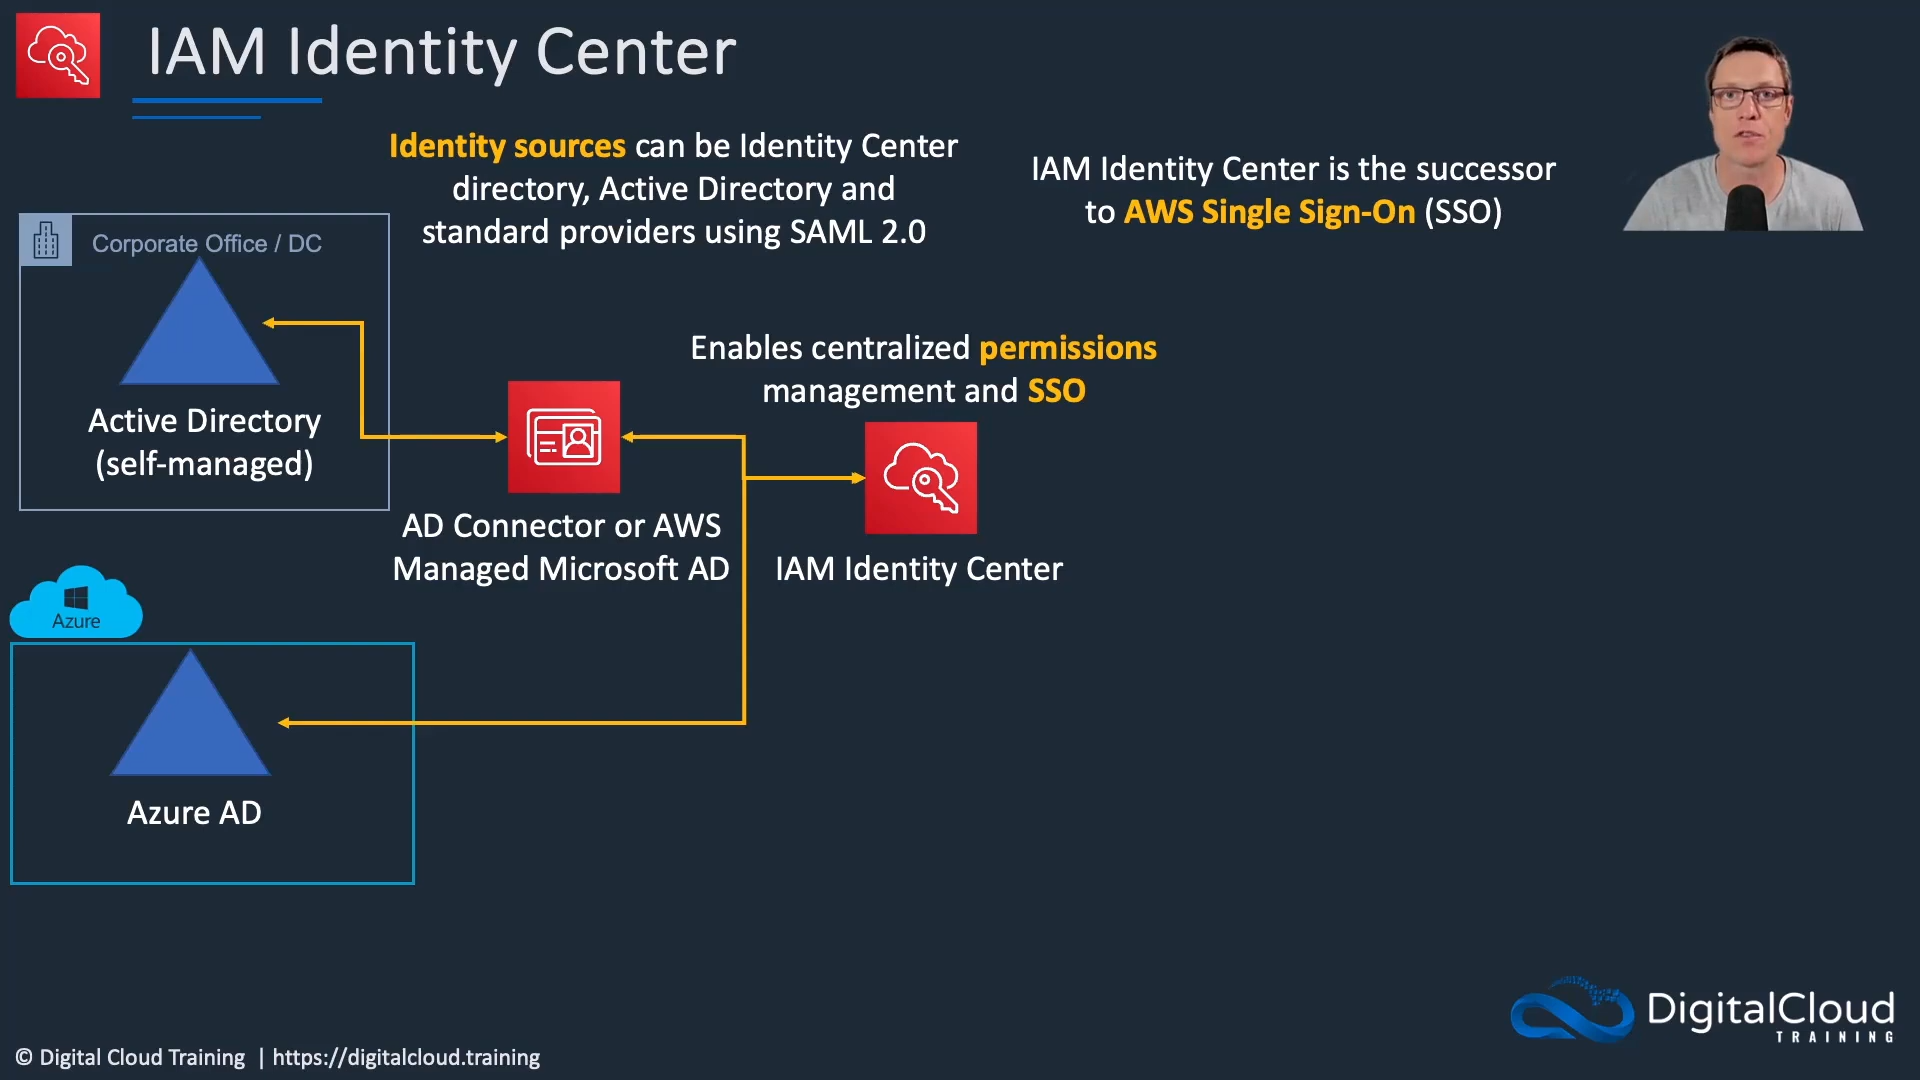 IAM Identity Center
Identity sources can be Identity Center
directory, Active Directory and
standard providers using SAML 2.0
IAM Identity Center is the successor
to AWS Single Sign-On (SSO)
Corporate Office / DC
Active Directory
(self-managed)
Enables centralized permissions
management and SSO
AD Connector or AWS
Managed Microsoft AD
IAM Identity Center
Azure
Azure AD
DigitalCloud
TRAINING
© Digital Cloud Training | https://digitalcloud.training